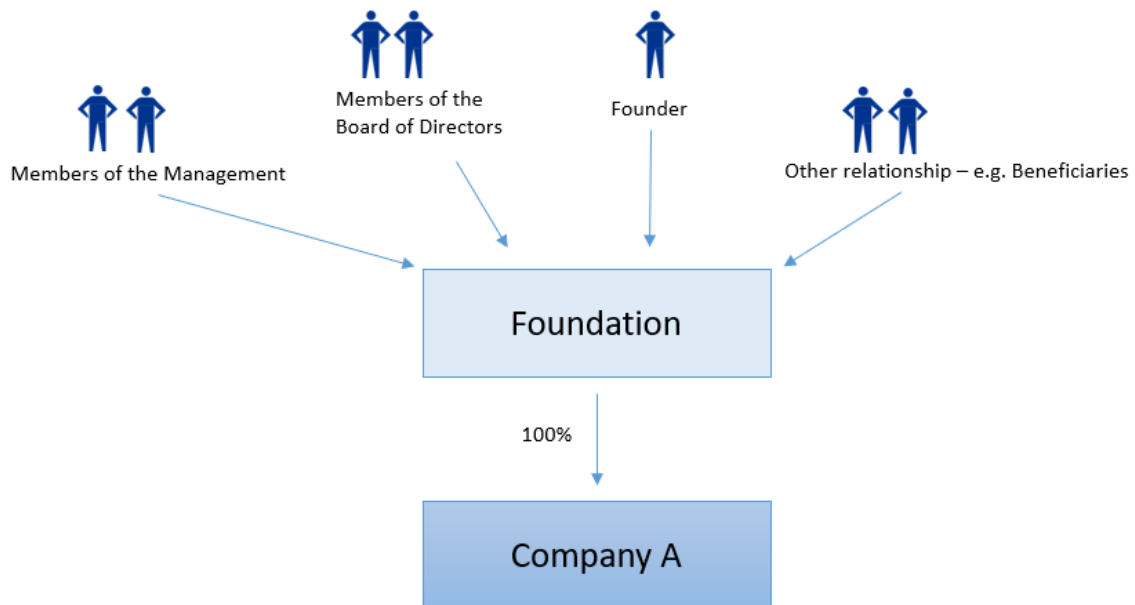 Members of the
Board of Directors
Founder
Members of the Management
Other relationship – e.g. Beneficiaries
Foundation
100%
Company A